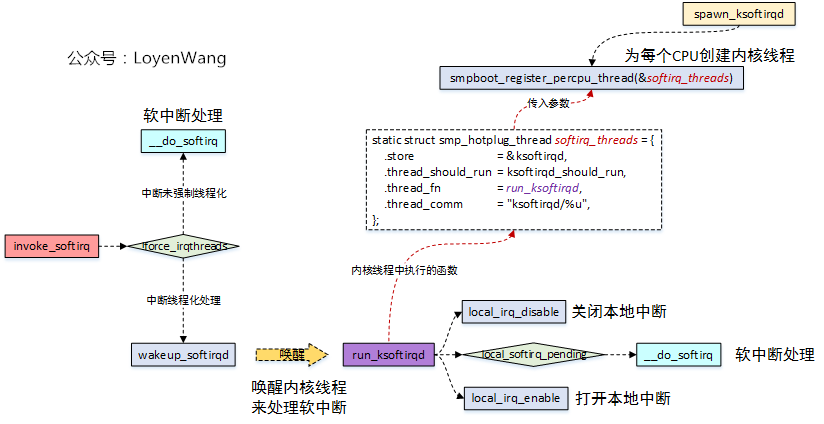 spawn_ksoftirqd
公众号：LoyenWang
为每个CPU创建内核线程
smpboot_register_percpu_thread(&softirq_threads)
传入参数
软中断处理
__do_softirq
static struct smp_hotplug_thread softirq_threads = {
.store = &ksoftirqd,
.thread_should_run = ksoftirqd_should_run,
.thread_fn = run_ksoftirqd,
.thread_comm = "ksoftirqd/%u",
};
中断未强制线程化
invoke_softirq
!force_irqthreads
内核线程中执行的函数
中断线程化处理
local_irq_disable
关闭本地中断
wakeup_softirqd
唤醒
run_ksoftirqd
local_softirq_pending
__do_softirq
软中断处理
唤醒内核线程
来处理软中断
local_irq_enable
打开本地中断